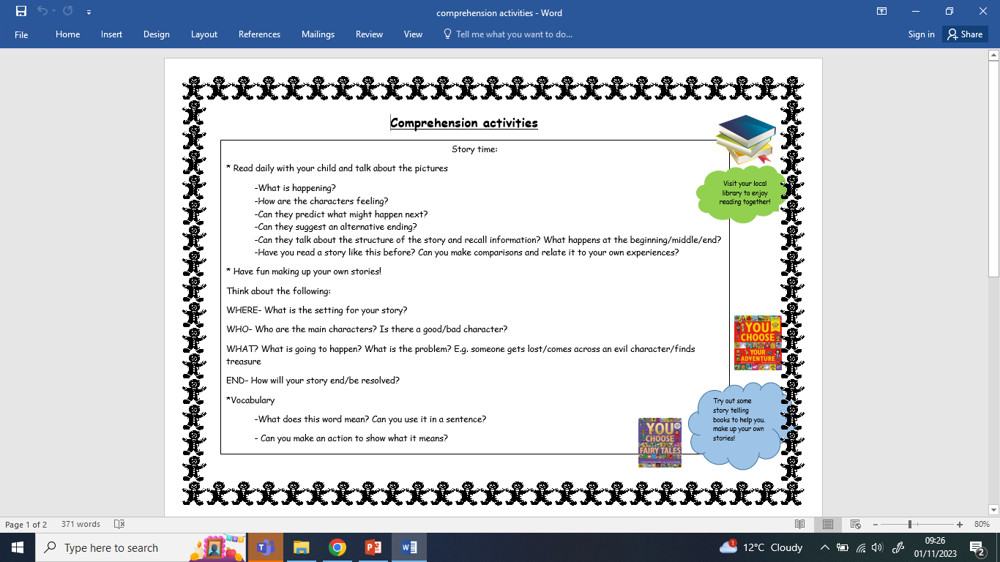 comprehension activities - Word
File
Home
Insert
Design
Layout
References
Mailings
Review
View
Tell me what you want to do...
Sign in
Share
Comprehension activities
Story time:
* Read daily with your child and talk about the pictures
-What is happening?
-How are the characters feeling?
-Can they predict what might happen next?
-Can they suggest an alternative ending?
-Can they talk about the structure of the story and recall information? What happens at the beginning/middle/end?
-Have you read a story like this before? Can you make comparisons and relate it to your own experiences?
* Have fun making up your own stories!
Think about the following:
WHERE- What is the setting for your story?
WHO- Who are the main characters? Is there a good/bad character?
WHAT? What is going to happen? What is the problem? E.g. someone gets lost/comes across an evil character/finds
treasure
END- How will your story end/be resolved?
*Vocabulary
-What does this word mean? Can you use it in a sentence?
- Can you make an action to show what it means?
Visit your local
library to enjoy
reading together!
YOU
CHOOSE
YOUR
ADVENTURE
Try out some
story telling
books to help you.
make up your own
stories!
YOU
CHOOSE
FAIRY TALES
Page 1 of 2
371 words
80%
Type here to search
1
12°C Cloudy
09:26
01/11/2023
2